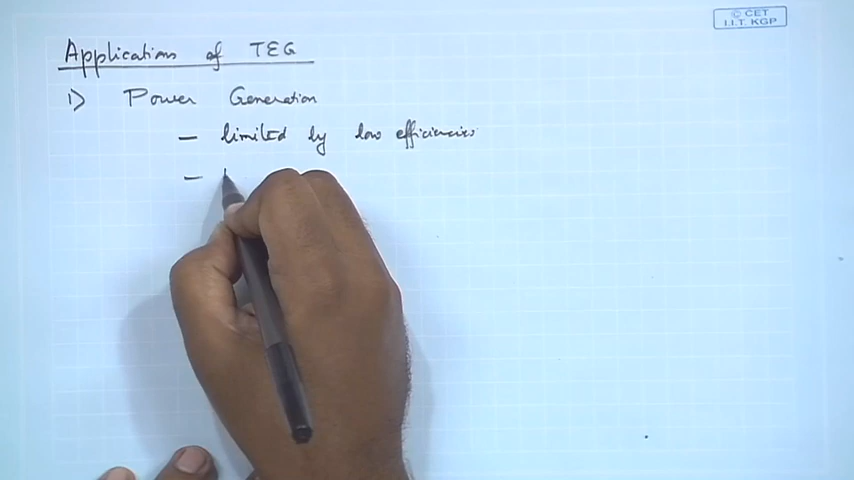 © CET
I.I.T. KGP
Applications of TEG
1) Power Generation
— limited by low efficiencies
—